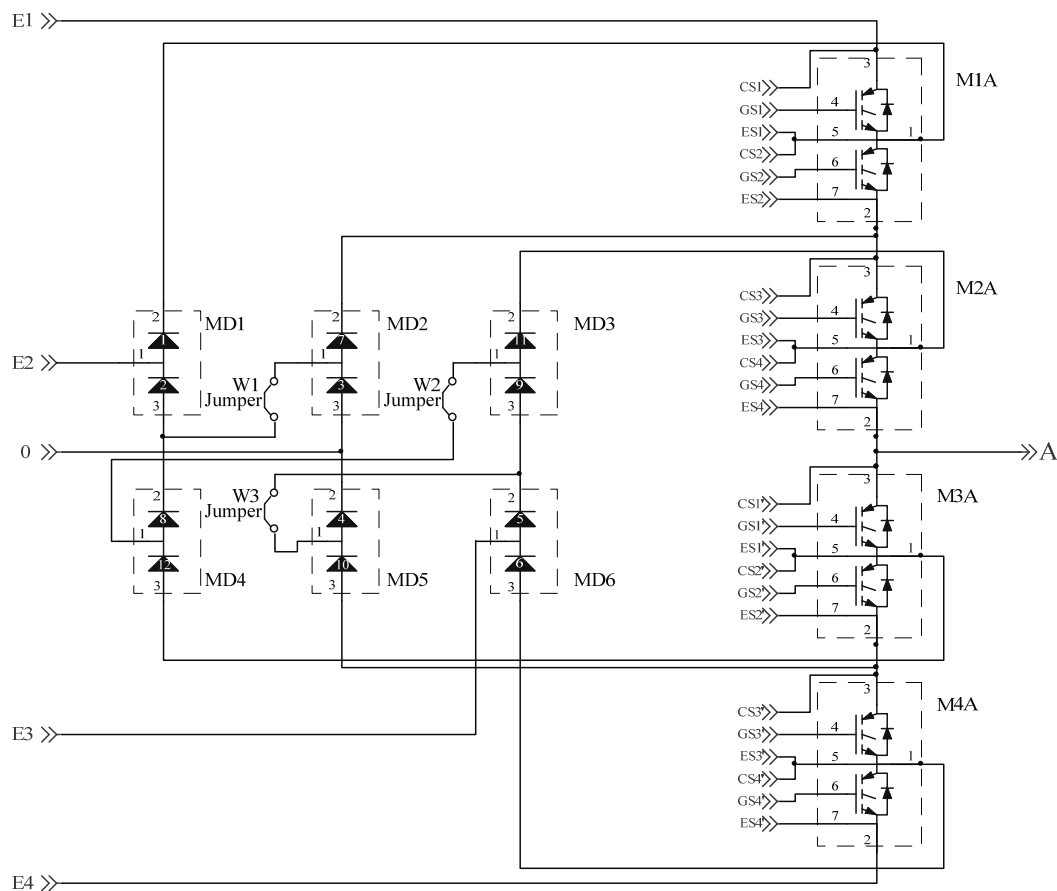 E1
3
M1A
CS1
GS1 4
ES1 5 1
CS2
GS2 6
ES2 7
2
3
M2A
CS3
GS3 4
ES3 5 1
CS4
GS4 6
ES4 7
2
2 MD1 2 MD2 2 MD3
1 7 11
E2 1 1 1
2 W1 3 W2 9
Jumper Jumper
3 3 3
0
A
3
M3A
CS1'
GS1' 4
ES1' 5 1
CS2'
GS2' 6
ES2' 7
2
2 W3 2 2
Jumper
8 4 5
1 1 1
12 10 6
3 MD4 3 MD5 3 MD6
3
M4A
CS3'
GS3' 4
E3
ES3' 5 1
CS4'
GS4' 6
ES4' 7
2
E4